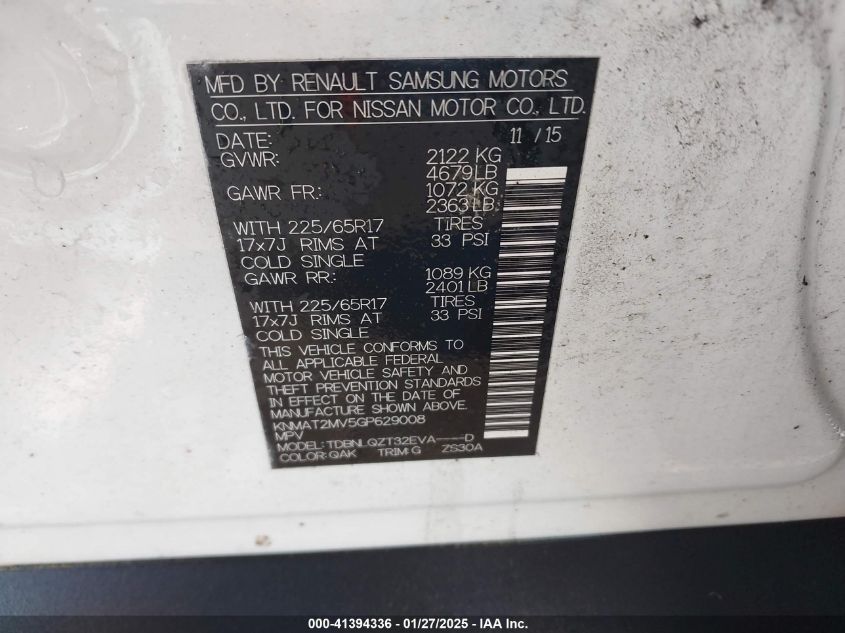 MFD BY RENAULT SAMSUNG MOTORS
CO., LTD. FOR NISSAN MOTOR CO., LTD.
DATE: 11 / 15
GVWR: 2122 KG
4679LB
GAWR FR.: 1072 KG
2363 LB
WITH 225/65R17 TIRES
17x7J RIMS AT 33 PSI
COLD SINGLE
GAWR RR.: 1089 KG
2401 LB
WITH 225/65R17 TIRES
17x7J RIMS AT 33 PSI
COLD SINGLE
THIS VEHICLE CONFORMS TO
ALL APPLICABLE FEDERAL
MOTOR VEHICLE SAFETY AND
THEFT PREVENTION STANDARDS
IN EFFECT ON THE DATE OF
MANUFACTURE SHOWN ABOVE.
KNMAT2MV5GP629008
MPV
MODEL: TDBNLQZT32EVA----D
COLOR: QAK TRIM: G ZS30A
000-41394336 / 01/27/2025 - © IAA Inc.